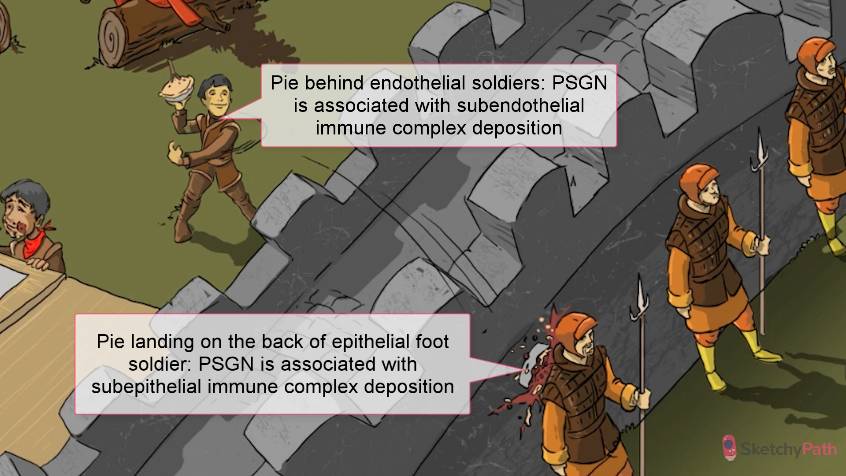 Pie behind endothelial soldiers: PSGN
is associated with subendothelial
immune complex deposition
Pie landing on the back of epithelial foot
soldier: PSGN is associated with
subepithelial immune complex deposition
SketchyPath